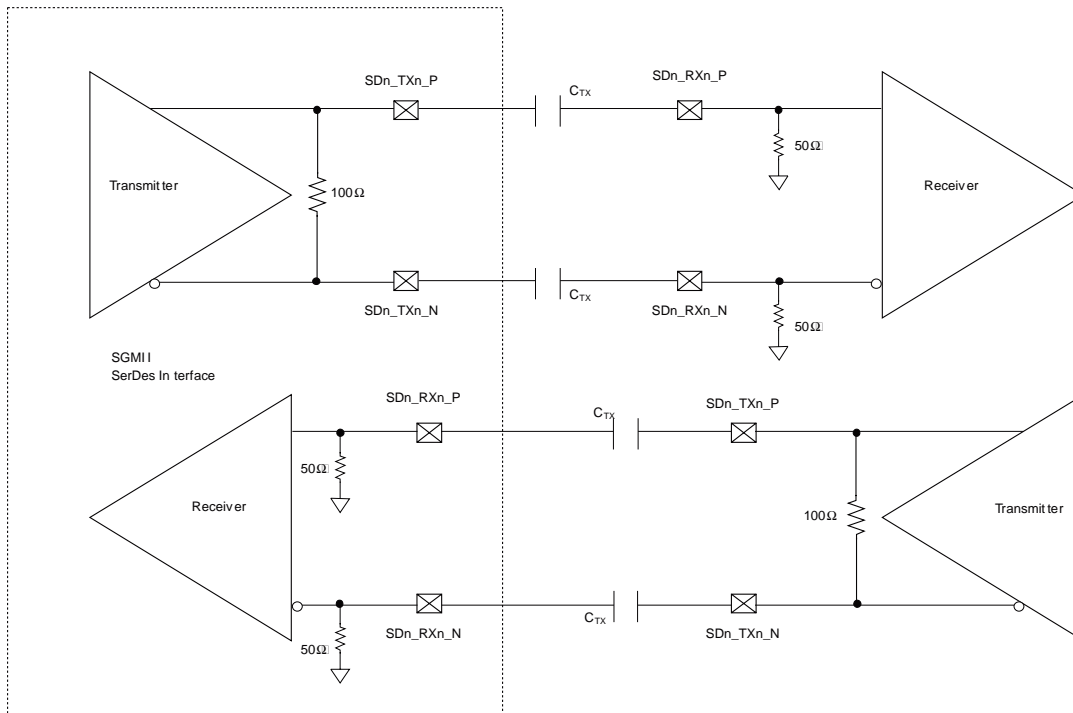 SDn_TXn_P
C_TX
SDn_RXn_P
50Ω
Transmitter
100Ω
Receiver
C_TX
SDn_TXn_N
SDn_RXn_N
50Ω
SGMII
SerDes Interface
SDn_RXn_P
C_TX
SDn_TXn_P
50Ω
Receiver
100Ω
Transmitter
C_TX
SDn_RXn_N
SDn_TXn_N
50Ω